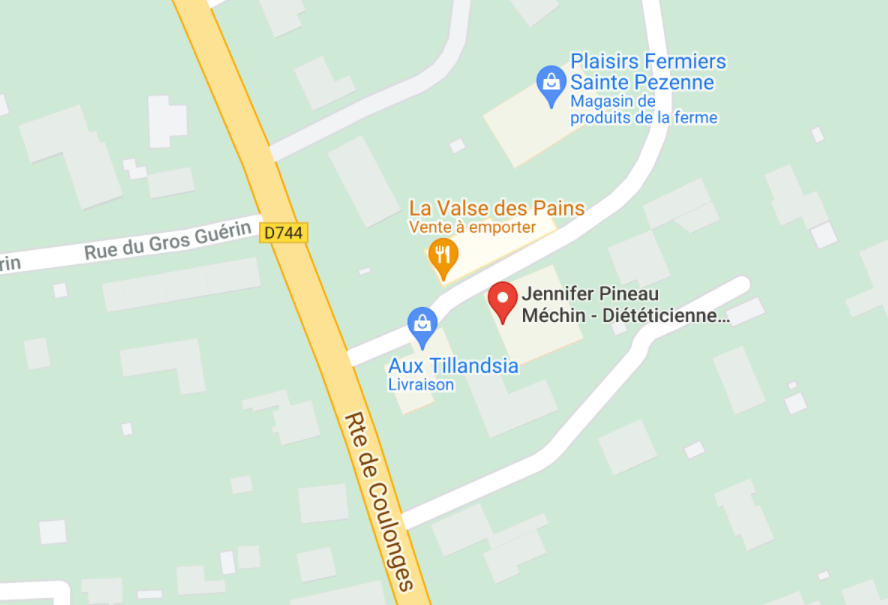 Plaisirs Fermiers
Sainte Pezenne
Magasin de
produits de la ferme
La Valse des Pains
Vente à emporter
D744
Rue du Gros Guérin
rin
Jennifer Pineau
Méchin - Diététicienne...
Aux Tillandsia
Livraison
Rte de Coulonges